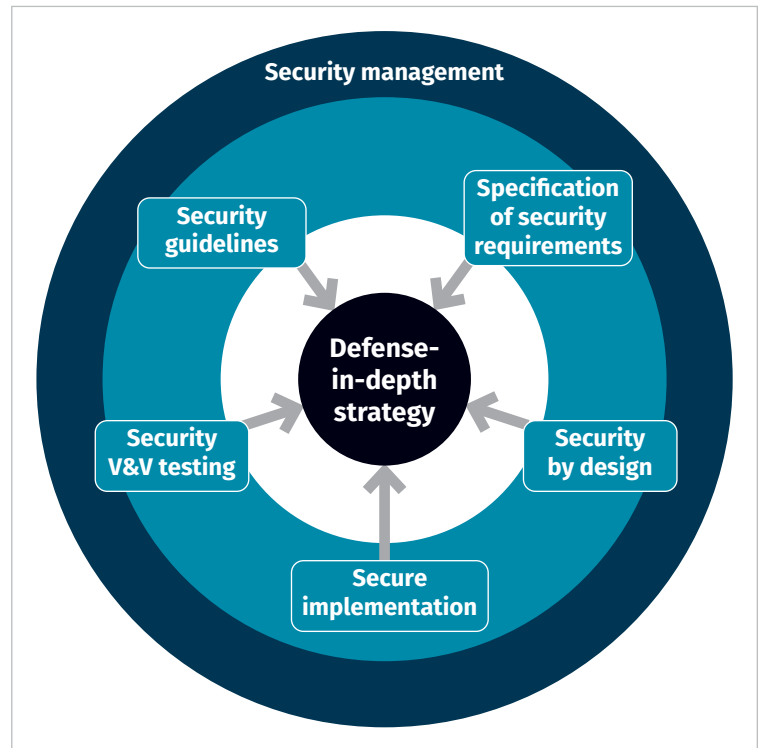 Security management
Security
guidelines
Specification
of security
requirements
Defense-
in-depth
strategy
Security
V&V testing
Security
by design
Secure
implementation